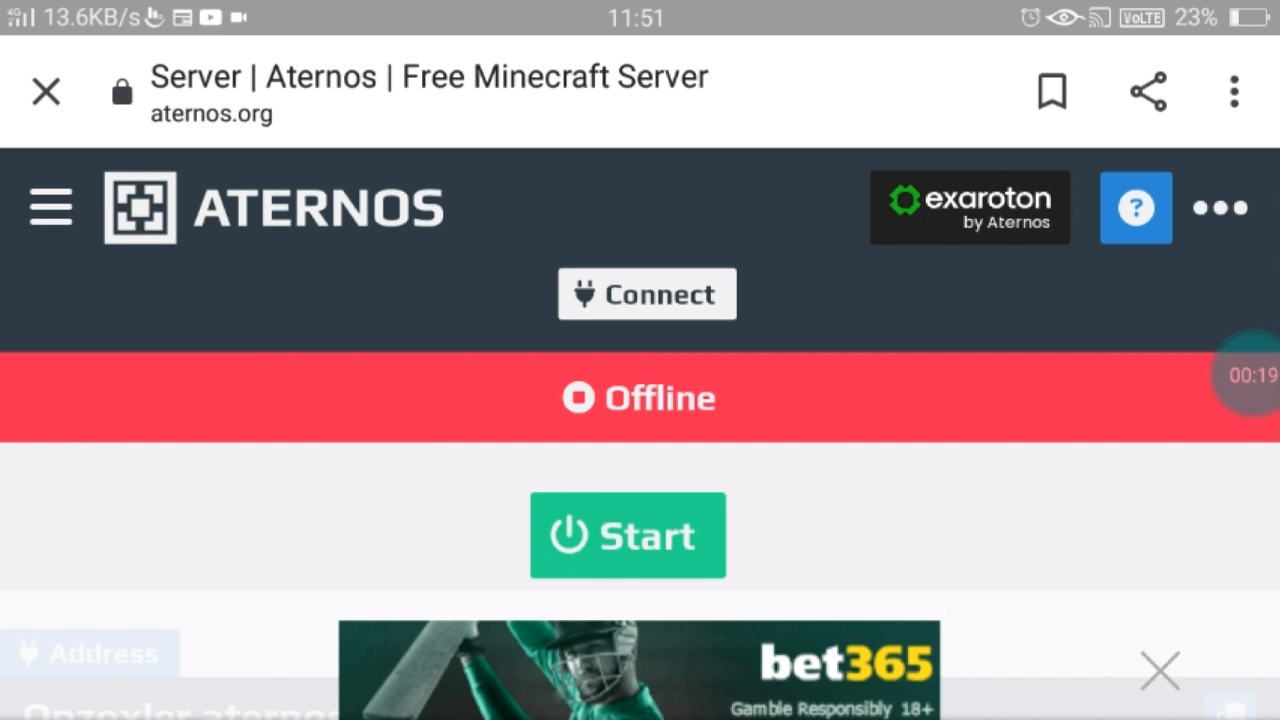 4G 13.6KB/s 11:51 VoLTE 23%
Server | Aternos | Free Minecraft Server
aternos.org
ATERNOS
exaroton
by Aternos
?
Connect
Offline
00:19
Start
Address
bet365
Gamble Responsibly 18+